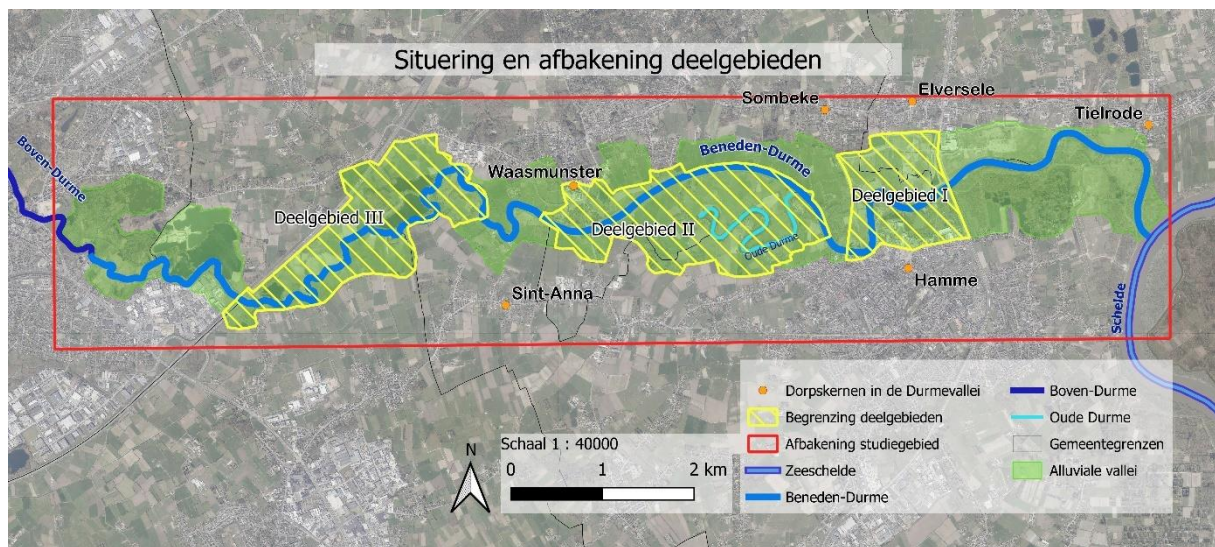 Situering en afbakening deelgebieden
Sombeke
Elversele
Tielrode
Boven-Durme
Waasmunster
Beneden-Durme
Deelgebied III
Deelgebied II
Deelgebied I
Oude Durme
Sint-Anna
Hamme
Schelde
Dorpskernen in de Durmevallei
Begrenzing deelgebieden
Afbakening studiegebied
Zeeschelde
Beneden-Durme
Boven-Durme
Oude Durme
Gemeentegrenzen
Alluviale vallei
N
Schaal 1 : 40000
0 1 2 km